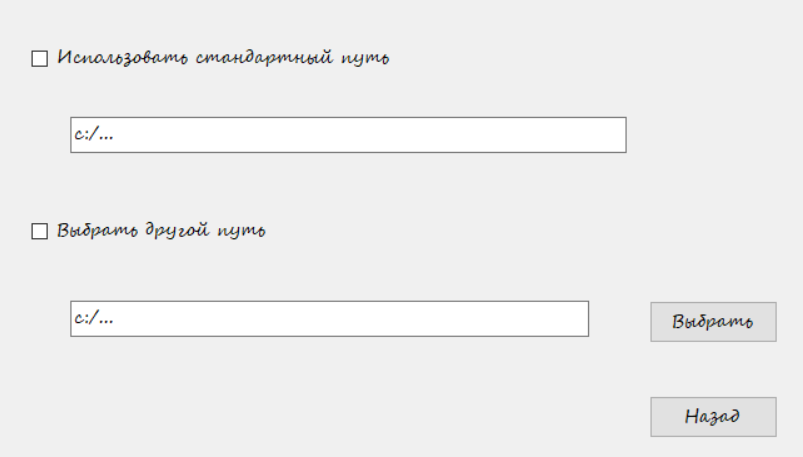 Использовать стандартный путь
c:/...
Выбрать другой путь
c:/...
Выбрать
Назад